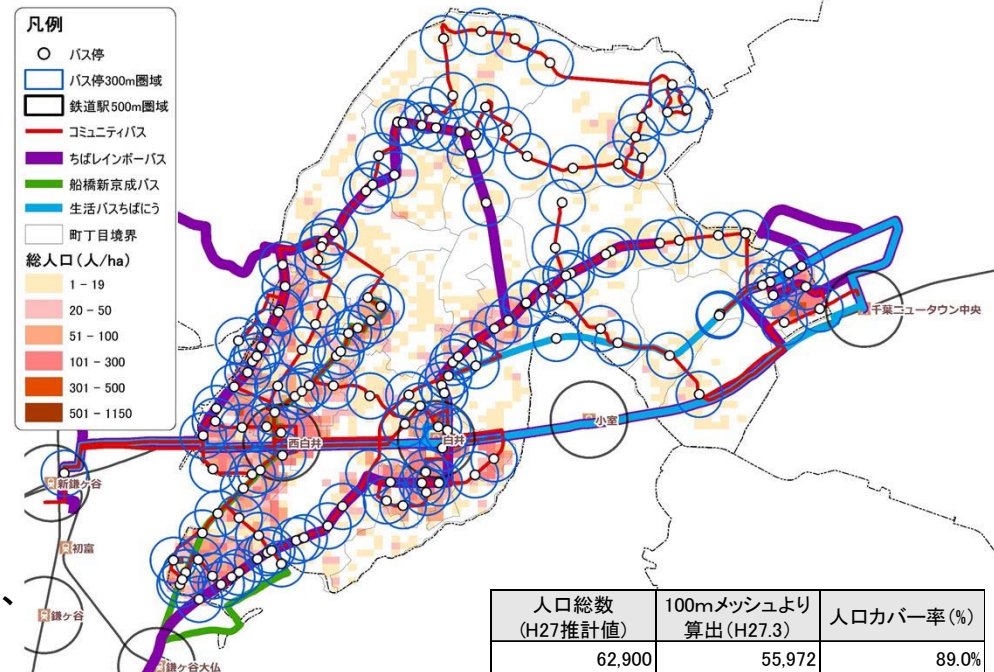 凡例
バス停
バス停300m圏域
鉄道駅500m圏域
コミュニティバス
ちばレインボーバス
船橋新京成バス
生活バスちばにう
町丁目境界
総人口(人/ha)
1 - 19
20 - 50
51 - 100
101 - 300
301 - 500
501 - 1150
千葉ニュータウン中央
小室
白井
西白井
新鎌ヶ谷
初富
鎌ヶ谷
鎌ヶ谷大仏
、
人口総数 100mメッシュより 人口カバー率(%)
(H27推計値) 算出(H27.3)
62,900 55,972 89.0%